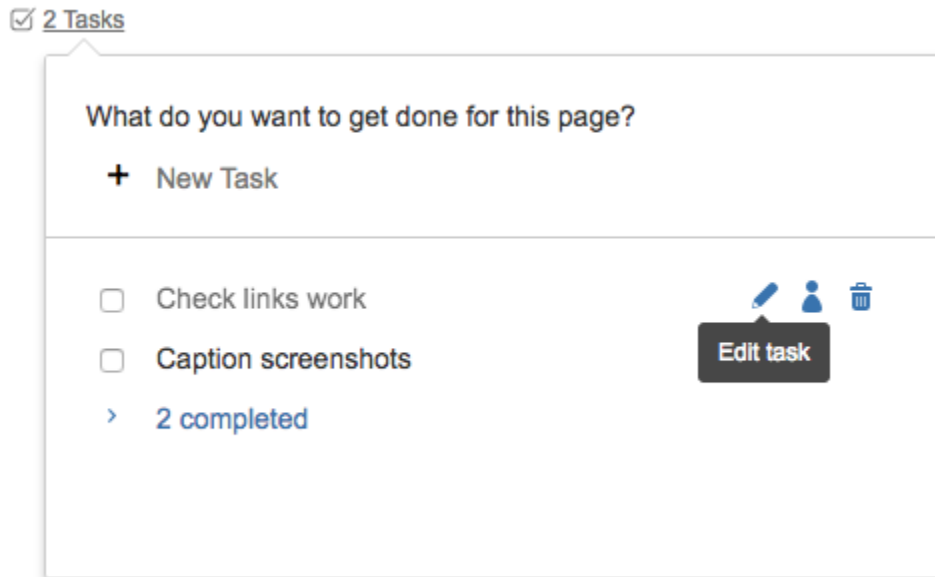 2 Tasks
What do you want to get done for this page?
+ New Task
Check links work
Edit task
Caption screenshots
> 2 completed